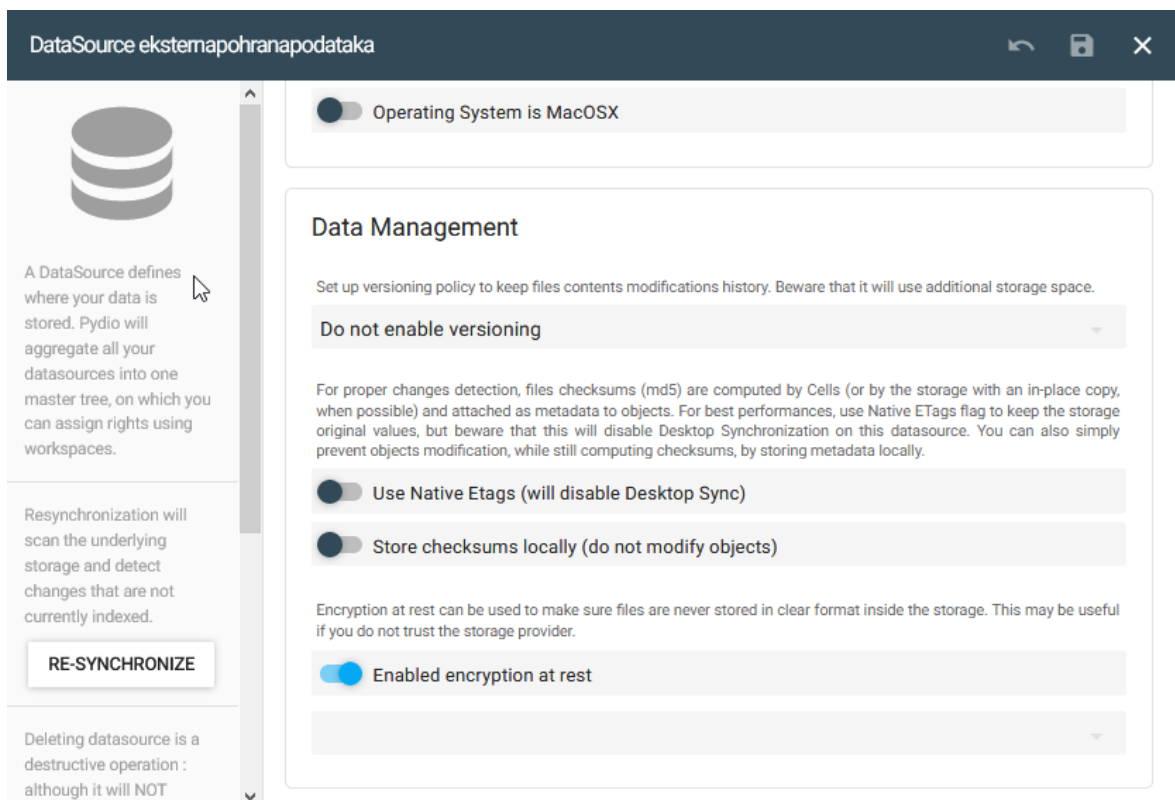 DataSource eksternapohranapodataka
A DataSource defines
where your data is
stored. Pydio will
aggregate all your
datasources into one
master tree, on which you
can assign rights using
workspaces.
Resynchronization will
scan the underlying
storage and detect
changes that are not
currently indexed.
RE-SYNCHRONIZE
Deleting datasource is a
destructive operation :
although it will NOT
Operating System is MacOSX
Data Management
Set up versioning policy to keep files contents modifications history. Beware that it will use additional storage space.
Do not enable versioning
For proper changes detection, files checksums (md5) are computed by Cells (or by the storage with an in-place copy,
when possible) and attached as metadata to objects. For best performances, use Native ETags flag to keep the storage
original values, but beware that this will disable Desktop Synchronization on this datasource. You can also simply
prevent objects modification, while still computing checksums, by storing metadata locally.
Use Native Etags (will disable Desktop Sync)
Store checksums locally (do not modify objects)
Encryption at rest can be used to make sure files are never stored in clear format inside the storage. This may be useful
if you do not trust the storage provider.
Enabled encryption at rest